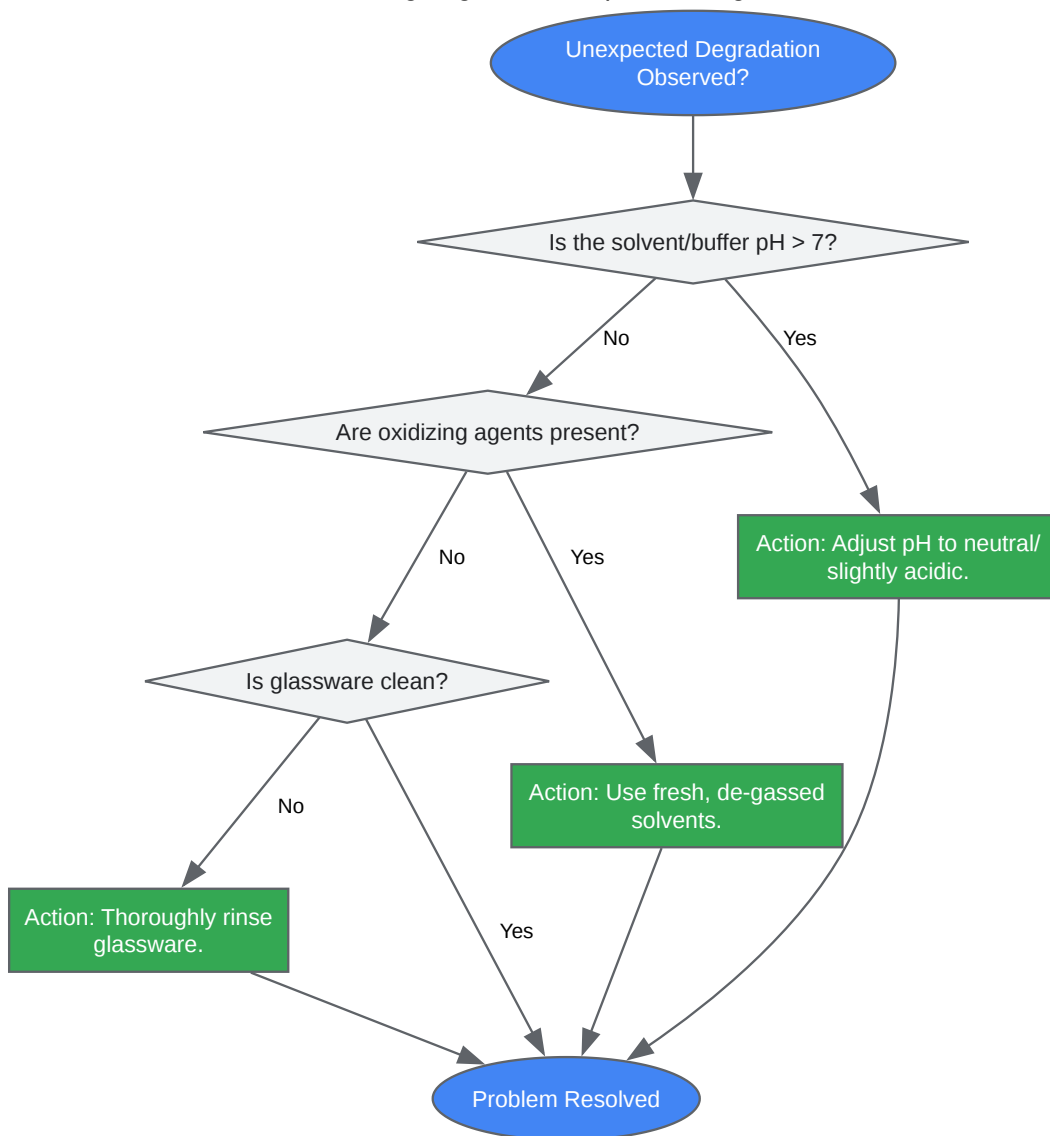 Unexpected Degradation
Observed?
Is the solvent/buffer pH > 7?
No
Yes
Are oxidizing agents present?
No
Yes
Action: Adjust pH to neutral/
slightly acidic.
Is glassware clean?
Action: Use fresh, de-gassed
solvents.
No
Action: Thoroughly rinse
glassware.
Yes
Problem Resolved